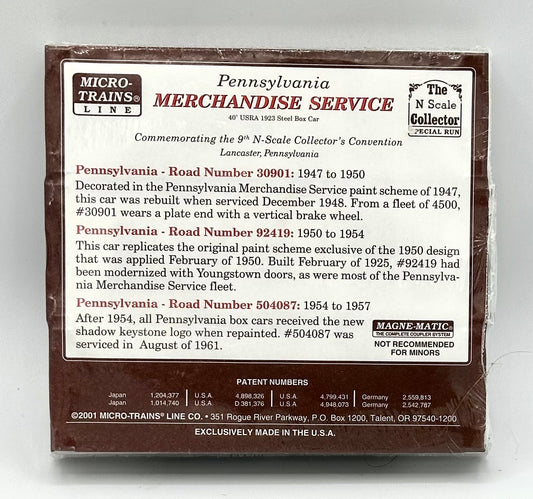 MICRO-
TRAINS®
LINE
Pennsylvania
MERCHANDISE SERVICE
40' USRA 1923 Steel Box Car
The
N Scale
Collector
SPECIAL RUN
Commemorating the 9th N-Scale Collector's Convention
Lancaster, Pennsylvania
Pennsylvania - Road Number 30901: 1947 to 1950
Decorated in the Pennsylvania Merchandise Service paint scheme of 1947,
this car was rebuilt when serviced December 1948. From a fleet of 4500,
#30901 wears a plate end with a vertical brake wheel.
Pennsylvania - Road Number 92419: 1950 to 1954
This car replicates the original paint scheme exclusive of the 1950 design
that was applied February of 1950. Built February of 1925, #92419 had
been modernized with Youngstown doors, as were most of the Pennsylva-
nia Merchandise Service fleet.
Pennsylvania - Road Number 504087: 1954 to 1957
After 1954, all Pennsylvania box cars received the new
shadow keystone logo when repainted. #504087 was
serviced in August of 1961.
MAGNE-MATIC®
THE COMPLETE COUPLER SYSTEM
NOT RECOMMENDED
FOR MINORS
PATENT NUMBERS
Japan 1,204,377 U.S.A. 4,898,326 U.S.A. 4,799,431 Germany 2,559,813
Japan 1,014,740 U.S.A. D 381,376 U.S.A. 4,948,073 Germany 2,542,787
©2001 MICRO-TRAINS® LINE CO. • 351 Rogue River Parkway, P.O. Box 1200, Talent, OR 97540-1200
EXCLUSIVELY MADE IN THE U.S.A.